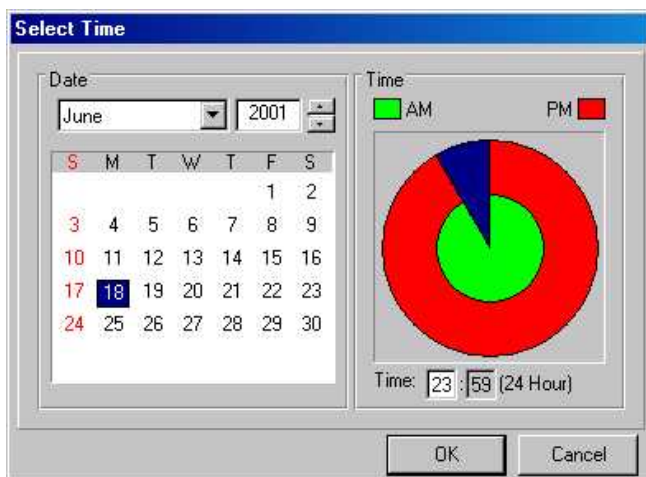 Select Time
Date
June 2001
S M T W T F S
1 2
3 4 5 6 7 8 9
10 11 12 13 14 15 16
17 18 19 20 21 22 23
24 25 26 27 28 29 30
Time
AM PM
Time: 23 : 59 (24 Hour)
OK Cancel